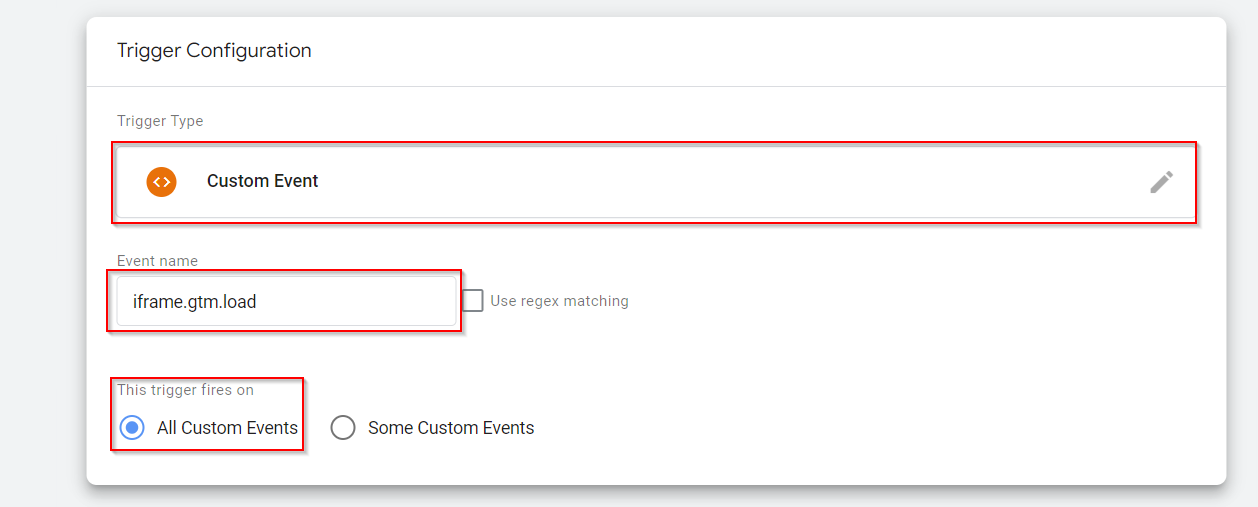 Trigger Configuration
Trigger Type
Custom Event
Event name
iframe.gtm.load
Use regex matching
This trigger fires on
All Custom Events
Some Custom Events